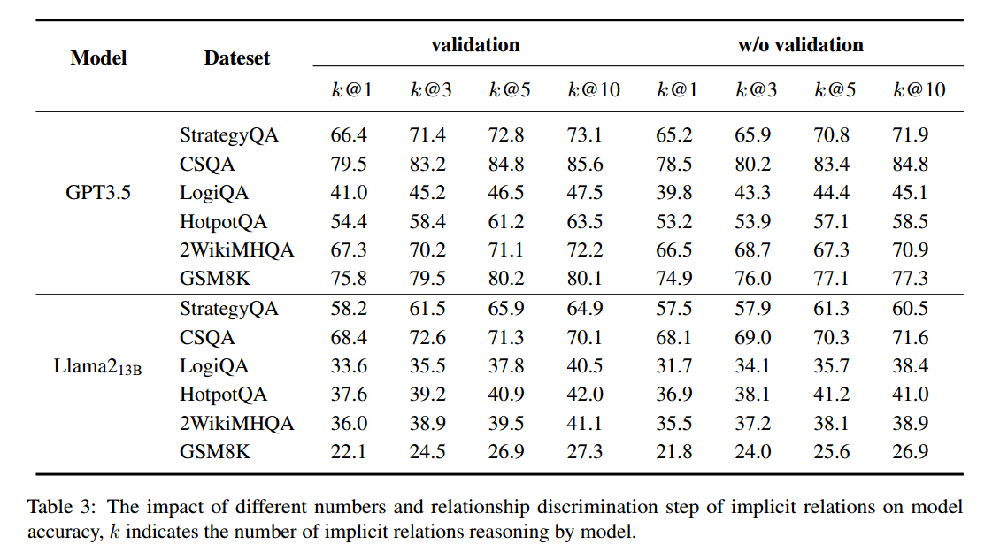 Model Dateset validation w/o validation
k@1 k@3 k@5 k@10 k@1 k@3 k@5 k@10
StrategyQA 66.4 71.4 72.8 73.1 65.2 65.9 70.8 71.9
CSQA 79.5 83.2 84.8 85.6 78.5 80.2 83.4 84.8
GPT3.5 LogiQA 41.0 45.2 46.5 47.5 39.8 43.3 44.4 45.1
HotpotQA 54.4 58.4 61.2 63.5 53.2 53.9 57.1 58.5
2WikiMHQA 67.3 70.2 71.1 72.2 66.5 68.7 67.3 70.9
GSM8K 75.8 79.5 80.2 80.1 74.9 76.0 77.1 77.3
StrategyQA 58.2 61.5 65.9 64.9 57.5 57.9 61.3 60.5
CSQA 68.4 72.6 71.3 70.1 68.1 69.0 70.3 71.6
Llama213B LogiQA 33.6 35.5 37.8 40.5 31.7 34.1 35.7 38.4
HotpotQA 37.6 39.2 40.9 42.0 36.9 38.1 41.2 41.0
2WikiMHQA 36.0 38.9 39.5 41.1 35.5 37.2 38.1 38.9
GSM8K 22.1 24.5 26.9 27.3 21.8 24.0 25.6 26.9
Table 3: The impact of different numbers and relationship discrimination step of implicit relations on model
accuracy, k indicates the number of implicit relations reasoning by model.